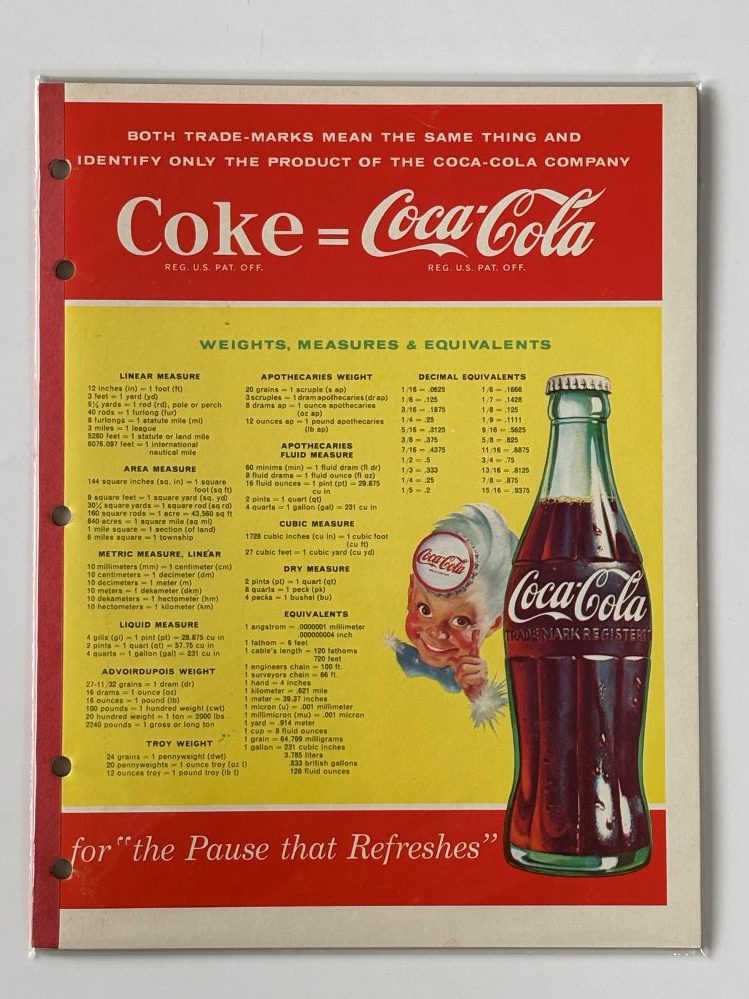 BOTH TRADE-MARKS MEAN THE SAME THING AND
IDENTIFY ONLY THE PRODUCT OF THE COCA-COLA COMPANY
Coke = Coca-Cola
REG. U.S. PAT. OFF. REG. U.S. PAT. OFF.
WEIGHTS, MEASURES & EQUIVALENTS
LINEAR MEASURE
12 inches (in) = 1 foot (ft)
3 feet = 1 yard (yd)
5½ yards = 1 rod (rd), pole or perch
40 rods = 1 furlong (fur)
8 furlongs = 1 statute mile (mi)
3 miles = 1 league
5280 feet = 1 statute or land mile
6076.097 feet = 1 international
nautical mile
AREA MEASURE
144 square inches (sq. in) = 1 square
foot (sq ft)
9 square feet = 1 square yard (sq. yd)
30¼ square yards = 1 square rod (sq rd)
160 square rods = 1 acre = 43,560 sq ft
640 acres = 1 square mile (sq mi)
1 mile square = 1 section (of land)
6 miles square = 1 township
METRIC MEASURE, LINEAR
10 millimeters (mm) = 1 centimeter (cm)
10 centimeters = 1 decimeter (dm)
10 decimeters = 1 meter (m)
10 meters = 1 dekameter (dkm)
10 dekameters = 1 hectometer (hm)
10 hectometers = 1 kilometer (km)
LIQUID MEASURE
4 gills (gi) = 1 pint (pt) = 28.875 cu in
2 pints = 1 quart (qt) = 57.75 cu in
4 quarts = 1 gallon (gal) = 231 cu in
ADVOIRDUPOIS WEIGHT
27-11/32 grains = 1 dram (dr)
16 drams = 1 ounce (oz)
16 ounces = 1 pound (lb)
100 pounds = 1 hundred weight (cwt)
20 hundred weight = 1 ton = 2000 lbs
2240 pounds = 1 gross or long ton
TROY WEIGHT
24 grains = 1 pennyweight (dwt)
20 pennyweights = 1 ounce troy (oz t)
12 ounces troy = 1 pound troy (lb t)
APOTHECARIES WEIGHT
20 grains = 1 scruple (s ap)
3 scruples = 1 dram apothecaries (drap)
8 drams ap = 1 ounce apothecaries
(oz ap)
12 ounces ap = 1 pound apothecaries
(lb ap)
APOTHECARIES
FLUID MEASURE
60 minims (min) = 1 fluid dram (fl dr)
8 fluid drams = 1 fluid ounce (fl oz)
16 fluid ounces = 1 pint (pt) = 29.875
cu in
2 pints = 1 quart (qt)
4 quarts = 1 gallon (gal) = 231 cu in
CUBIC MEASURE
1728 cubic inches (cu in) = 1 cubic foot
(cu ft)
27 cubic feet = 1 cubic yard (cu yd)
DRY MEASURE
2 pints (pt) = 1 quart (qt)
8 quarts = 1 peck (pk)
4 pecks = 1 bushel (bu)
EQUIVALENTS
1 angstrom = .0000001 millimeter
.000000004 inch
1 fathom = 6 feet
1 cable's length = 120 fathoms
720 feet
1 engineers chain = 100 ft.
1 surveyors chain = 66 ft.
1 hand = 4 inches
1 kilometer = .621 mile
1 meter = 39.37 inches
1 micron (u) = .001 millimeter
1 millimicron (mu) = .001 micron
1 yard = .914 meter
1 cup = 8 fluid ounces
1 grain = 64.799 milligrams
1 gallon = 231 cubic inches
3.785 liters
.833 british gallons
128 fluid ounces
DECIMAL EQUIVALENTS
1/16 = .0625 1/6 = .1666
1/8 = .125 1/7 = .1428
3/16 = .1875 1/8 = .125
1/4 = .25 1/9 = .1111
5/16 = .3125 9/16 = .5625
3/8 = .375 5/8 = .625
7/16 = .4375 11/16 = .6875
1/2 = .5 3/4 = .75
1/3 = .333 13/16 = .8125
1/4 = .25 7/8 = .875
1/5 = .2 15/16 = .9375
Coca-Cola
Coca-Cola
TRADE MARK REGISTERED
for "the Pause that Refreshes"